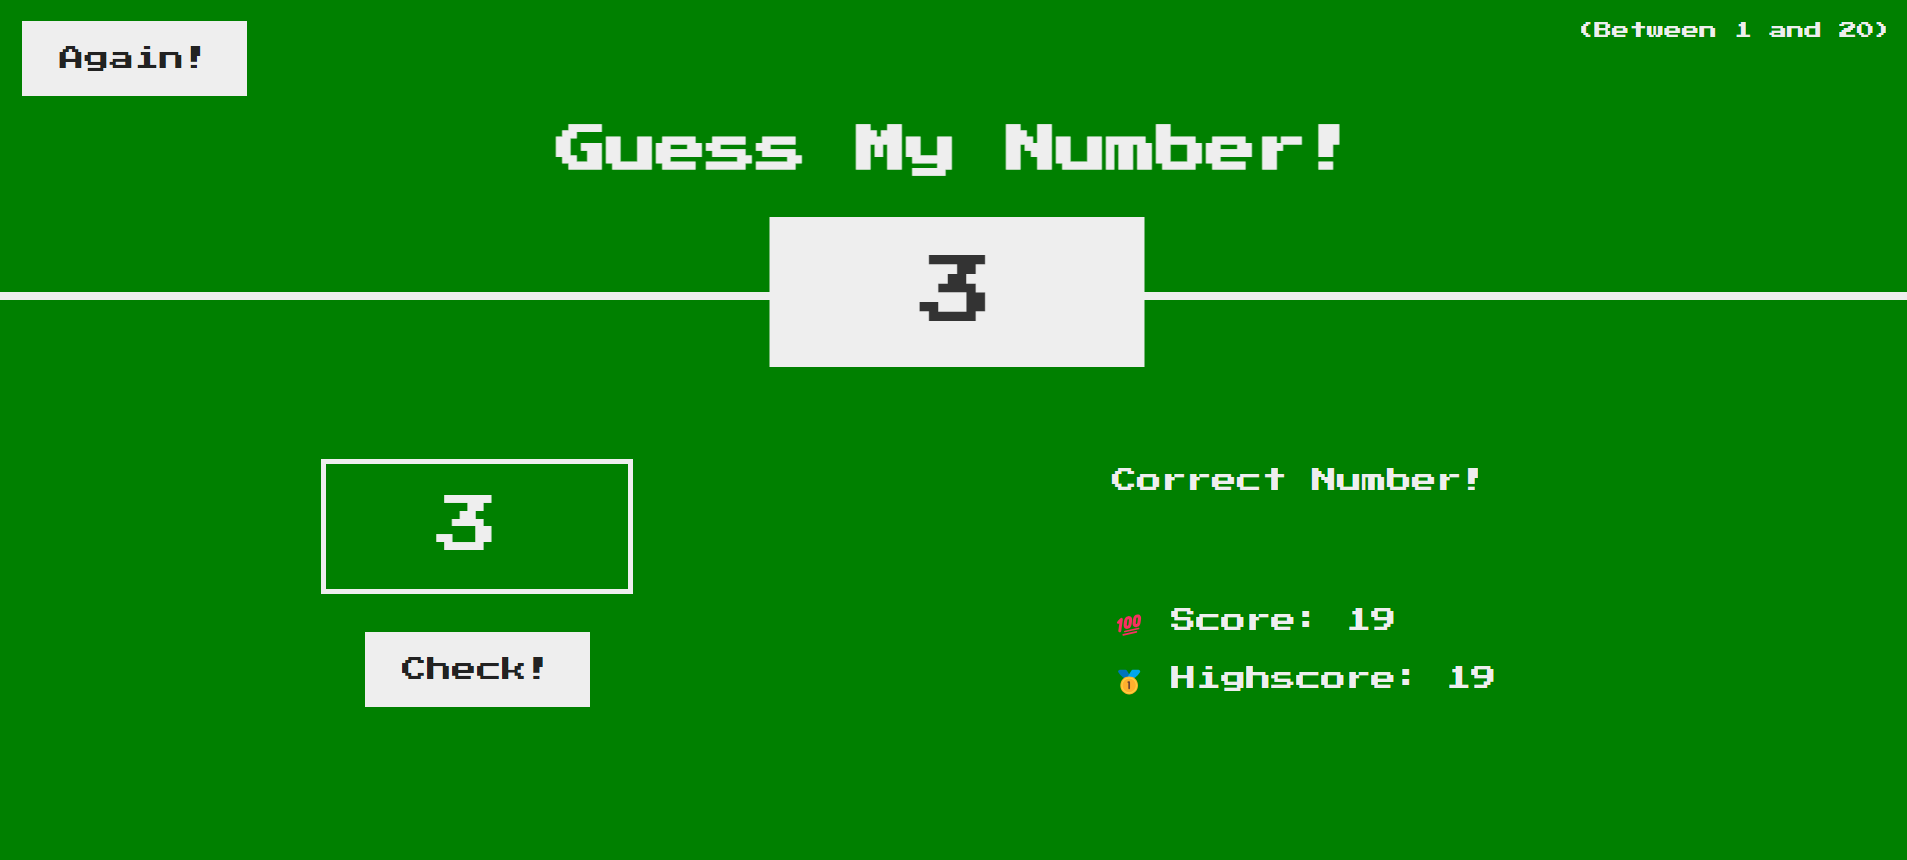 Again!
(Between 1 and 20)
Guess My Number!
3
3
Check!
Correct Number!
💯 Score: 19
🥇 Highscore: 19